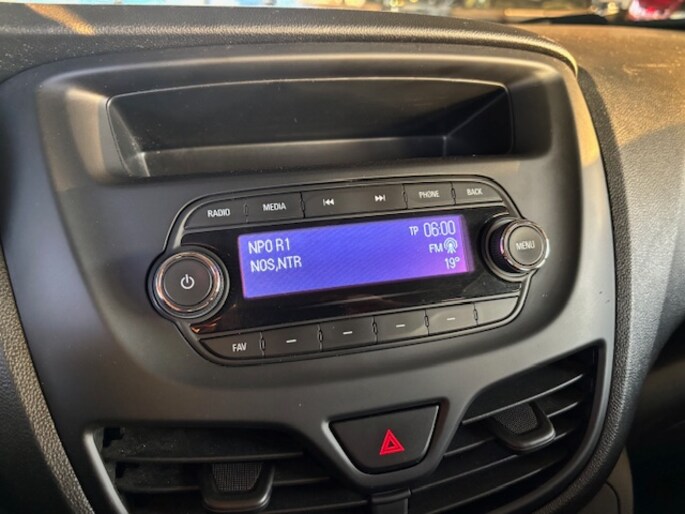 RADIO MEDIA PHONE BACK
NPO R1 TP 06:00
FM
NOS,NTR 19°
MENU
FAV